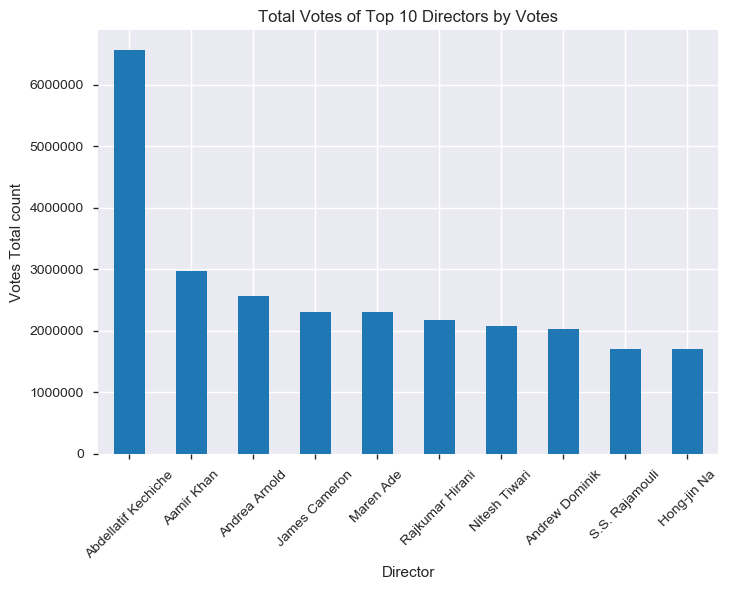 Total Votes of Top 10 Directors by Votes
Votes Total count
6000000
5000000
4000000
3000000
2000000
1000000
0
Abdellatif Kechiche
Aamir Khan
Andrea Arnold
James Cameron
Maren Ade
Rajkumar Hirani
Nitesh Tiwari
Andrew Dominik
S.S. Rajamouli
Hong-jin Na
Director